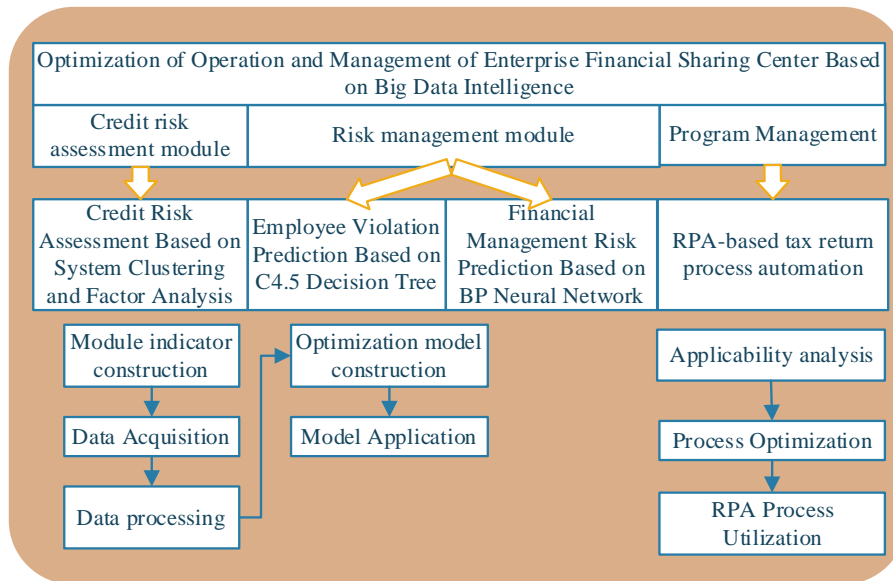 Optimization of Operation and Management of Enterprise Financial Sharing Center Based
on Big Data Intelligence
Credit risk
assessment module
Risk management module
Program Management
Credit Risk
Assessment Based on
System Clustering
and Factor Analysis
Employee Violation
Prediction Based on
C4.5 Decision Tree
Financial
Management Risk
Prediction Based on
BP Neural Network
RPA-based tax return
process automation
Module indicator
construction
Data Acquisition
Data processing
Optimization model
construction
Model Application
Applicability analysis
Process Optimization
RPA Process
Utilization